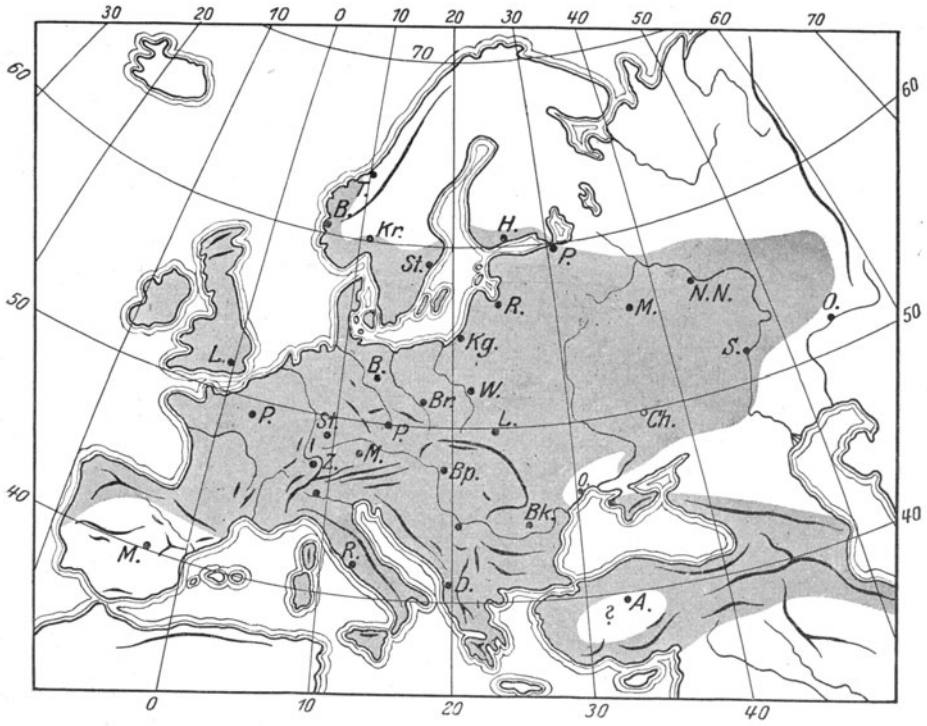 30 20 10 0 10 20 30 40 50 60 70
70
60 60
T.
B. Kr. H.
St. P.
R. M. N.N. O.
50 50
L. Kg. S.
B. W.
P. Br. Ch.
St. P. L.
Z. M. Bp.
40 O. 40
Bk.
M. R.
D. A.
?
0 10 20 30 40